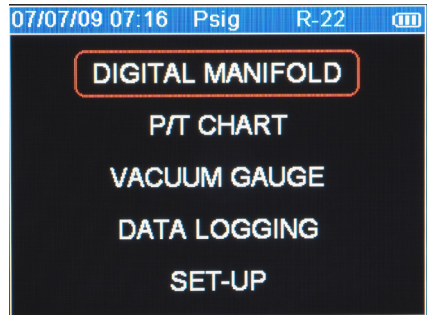 07/07/09 07:16 Psig R-22
DIGITAL MANIFOLD
P/T CHART
VACUUM GAUGE
DATA LOGGING
SET-UP